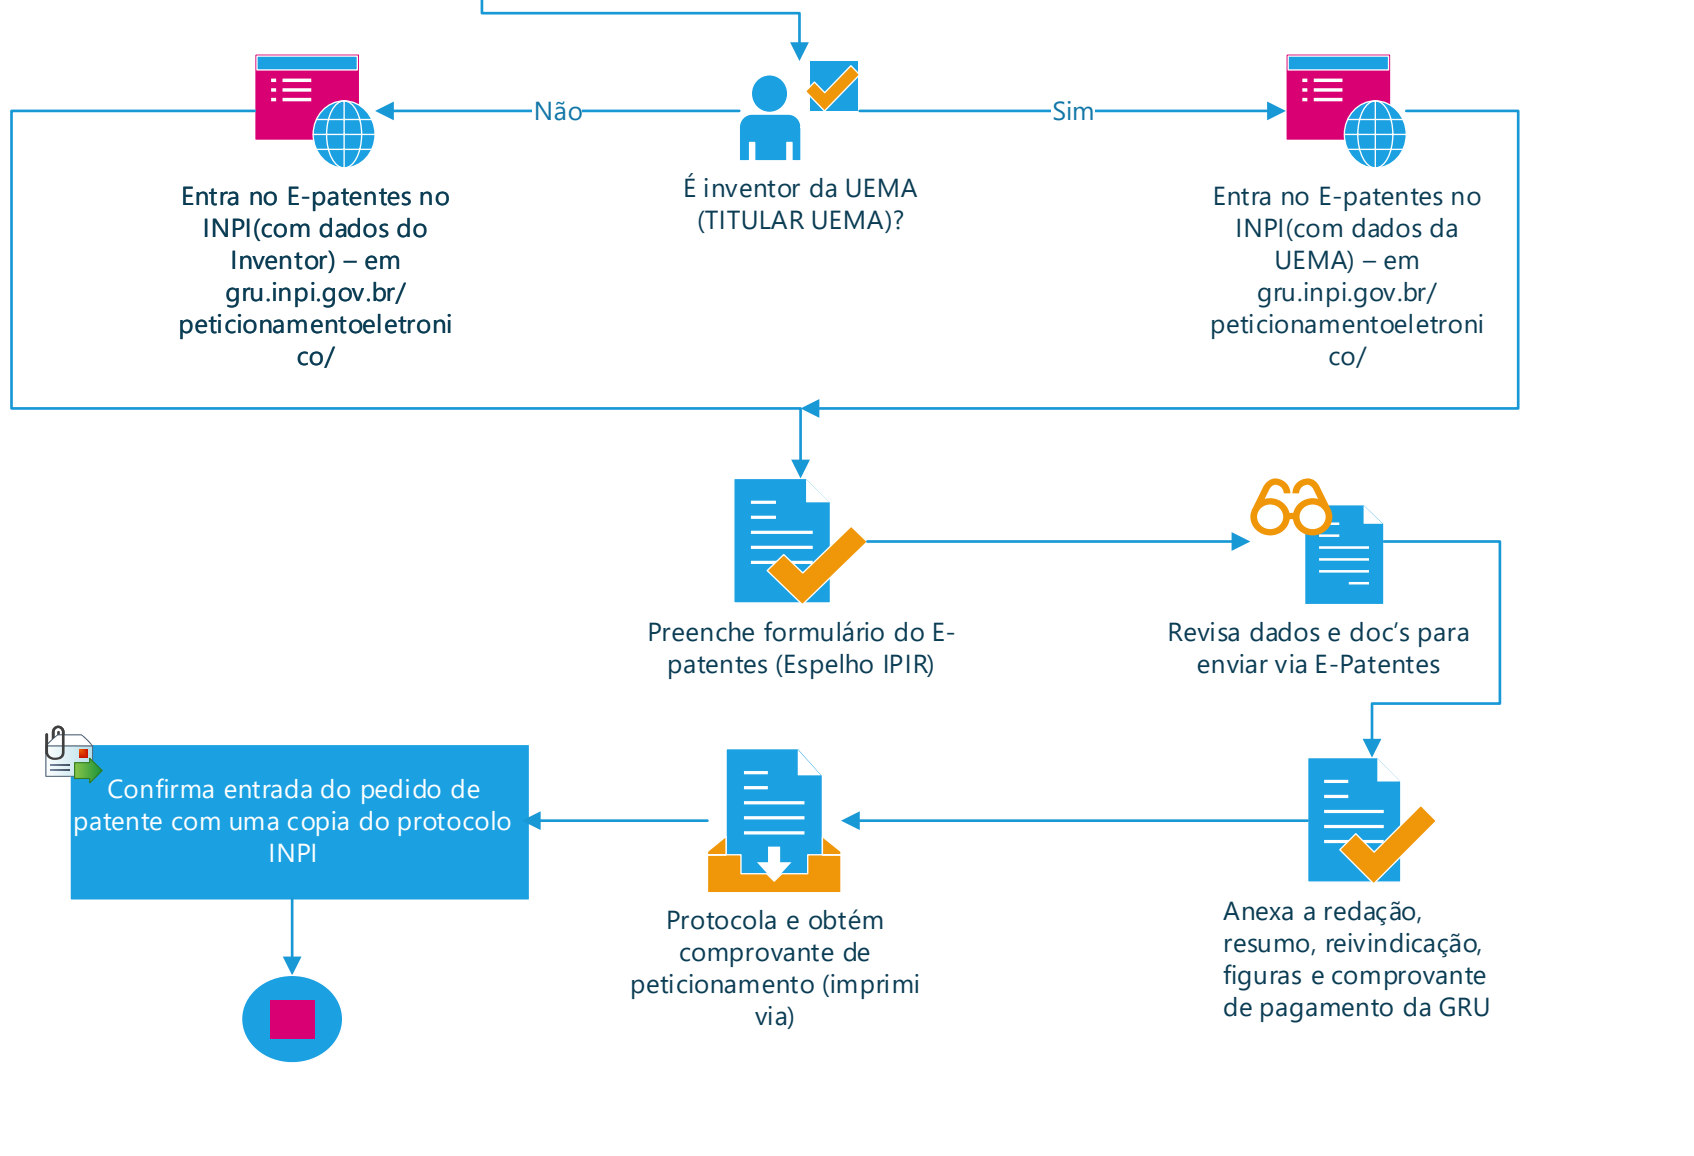 Não
Sim
Entra no E-patentes no
INPI(com dados do
Inventor) – em
gru.inpi.gov.br/
peticionamentoeletroni
co/
É inventor da UEMA
(TITULAR UEMA)?
Entra no E-patentes no
INPI(com dados da
UEMA) – em
gru.inpi.gov.br/
peticionamentoeletroni
co/
Preenche formulário do E-
patentes (Espelho IPIR)
Revisa dados e doc’s para
enviar via E-Patentes
Confirma entrada do pedido de
patente com uma copia do protocolo
INPI
Protocola e obtém
comprovante de
peticionamento (imprimi
via)
Anexa a redação,
resumo, reivindicação,
figuras e comprovante
de pagamento da GRU